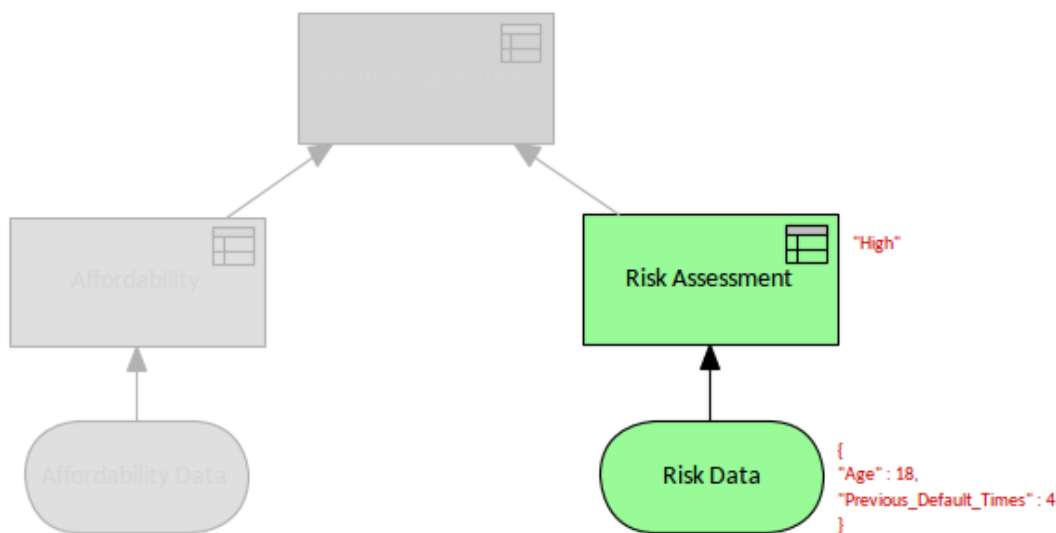 "High"
Risk Assessment
Affordability
Risk Data
Affordability Data
{
"Age" : 18,
"Previous_Default_Times" : 4
}